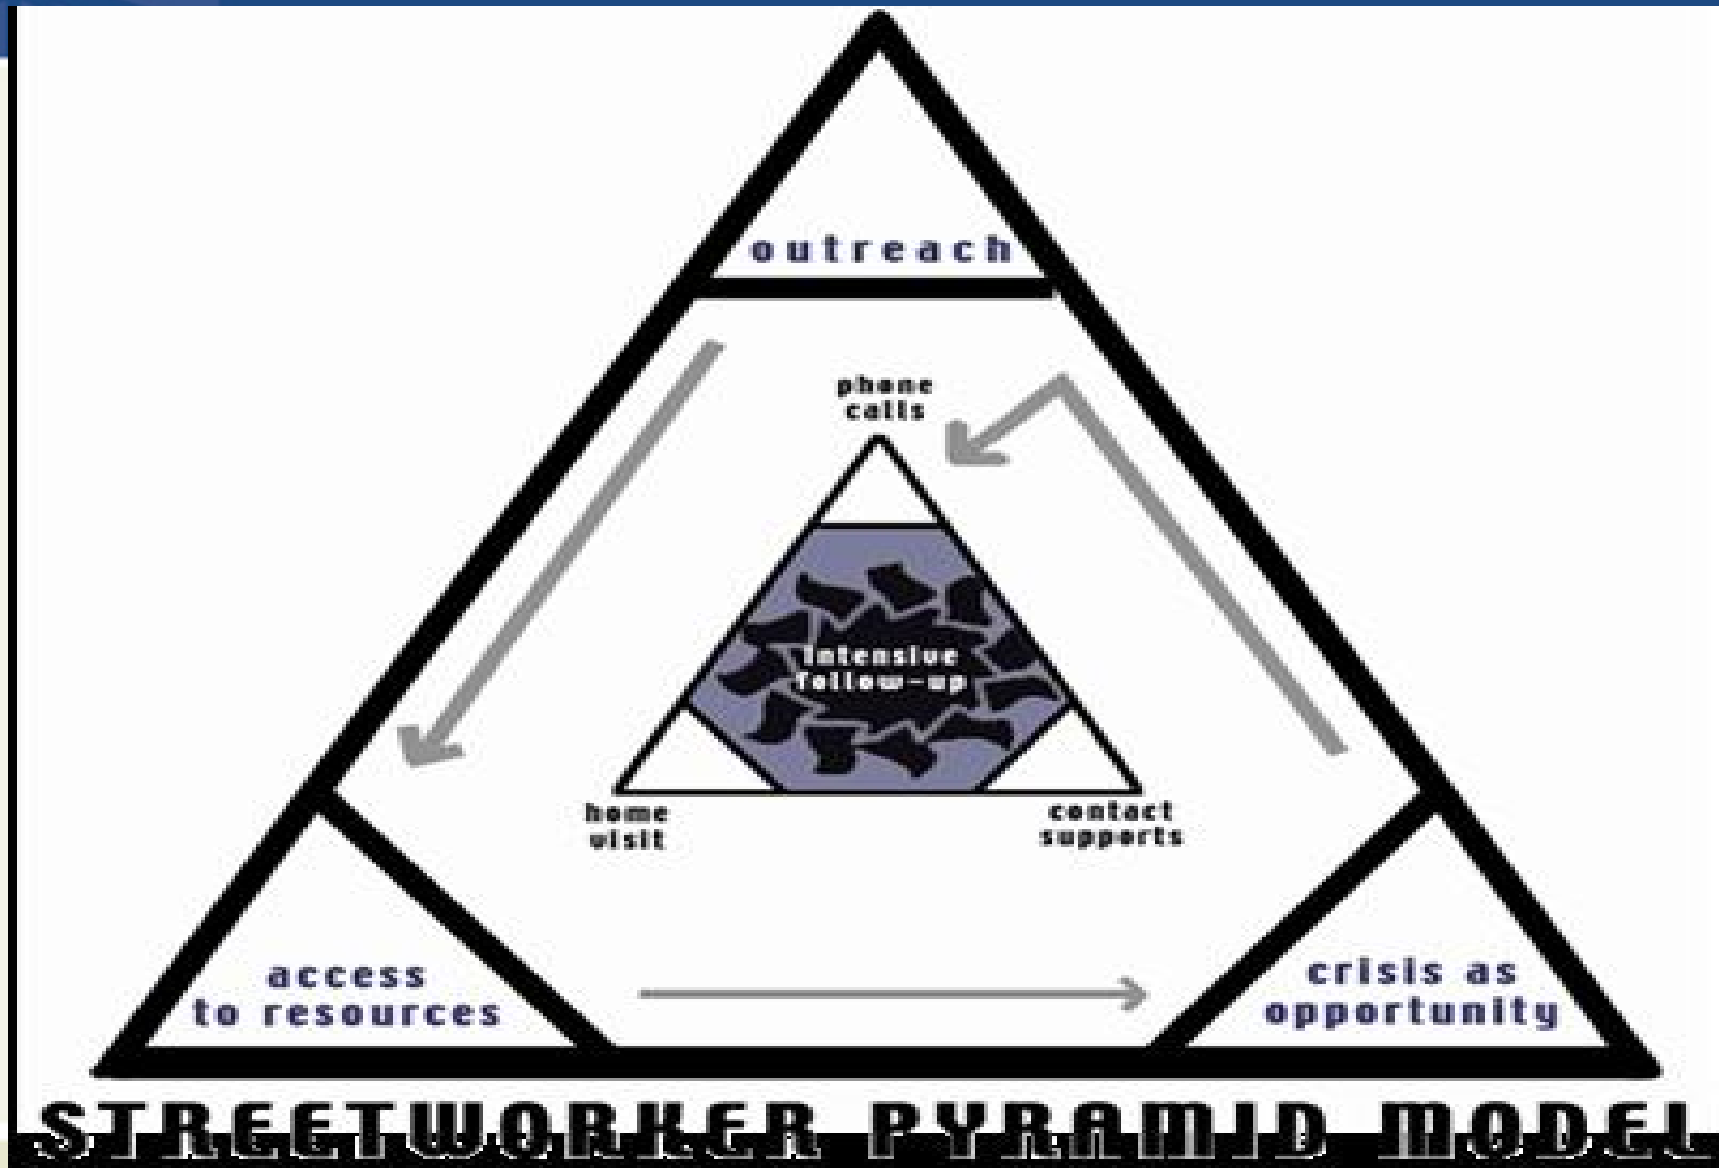 outreach
phone
calls
intensive
follow-up
home
visit
contact
supports
access
to resources
crisis as
opportunity
STREETWORKER PYRAMID MODEL